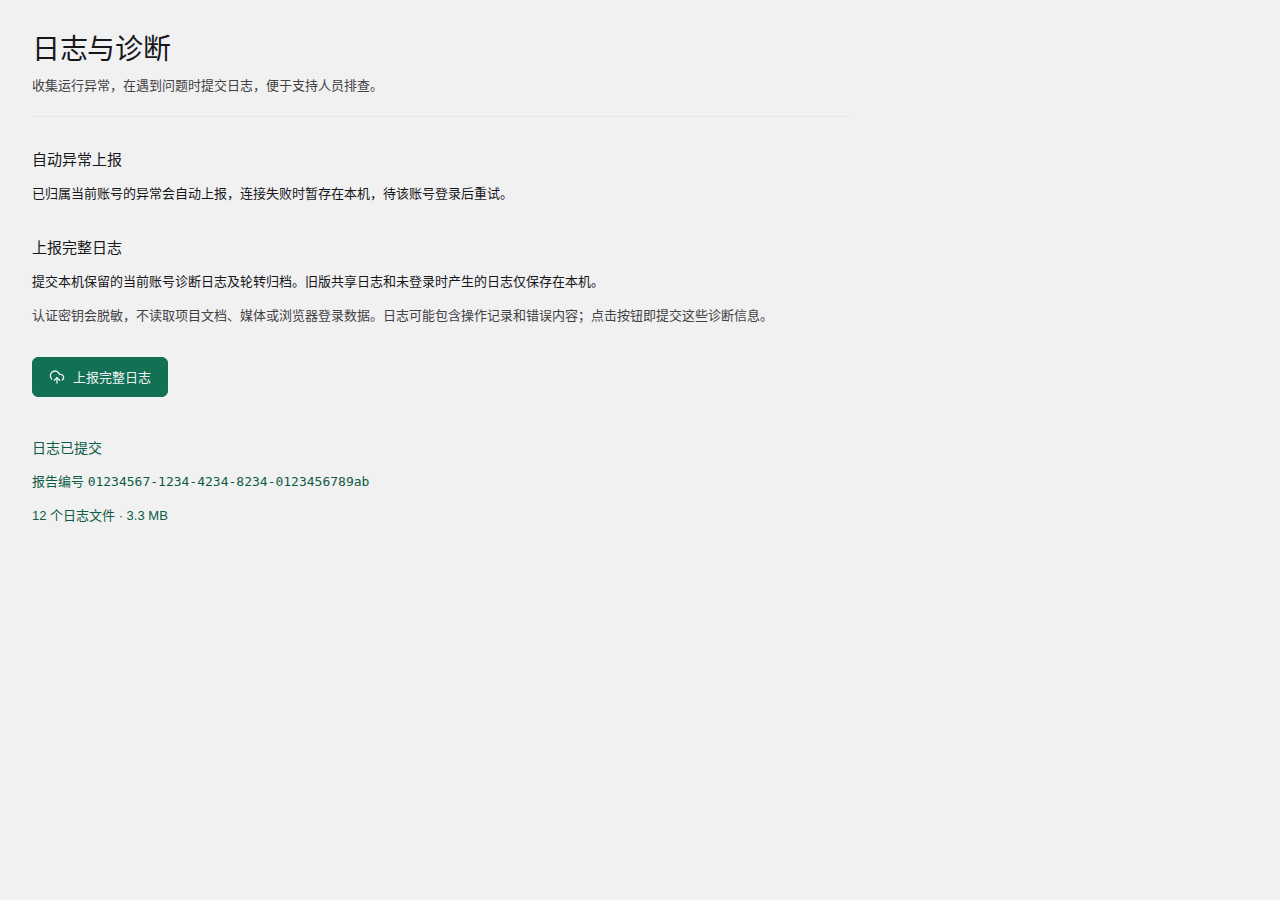 日志与诊断
收集运行异常，在遇到问题时提交日志，便于支持人员排查。
自动异常上报
已归属当前账号的异常会自动上报，连接失败时暂存在本机，待该账号登录后重试。
上报完整日志
提交本机保留的当前账号诊断日志及轮转归档。旧版共享日志和未登录时产生的日志仅保存在本机。
认证密钥会脱敏，不读取项目文档、媒体或浏览器登录数据。日志可能包含操作记录和错误内容；点击按钮即提交这些诊断信息。
上报完整日志
日志已提交
报告编号 01234567-1234-4234-8234-0123456789ab
12 个日志文件 · 3.3 MB